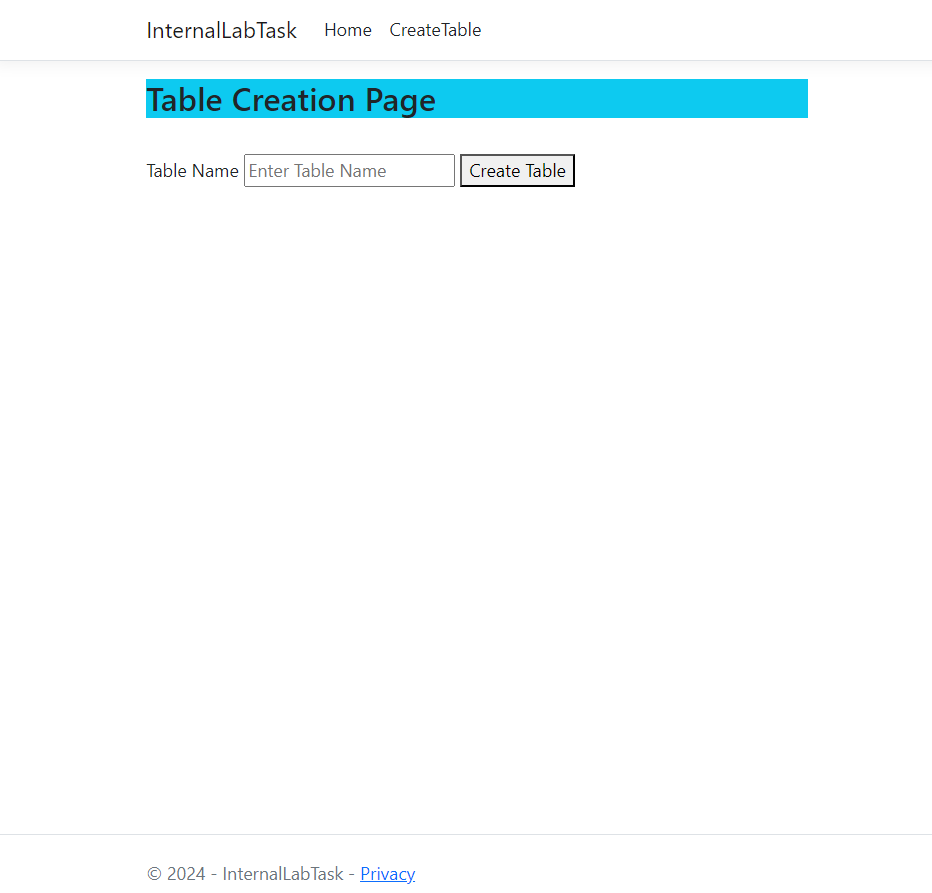 InternalLabTask Home CreateTable
Table Creation Page
Table Name Enter Table Name Create Table
© 2024 - InternalLabTask - Privacy